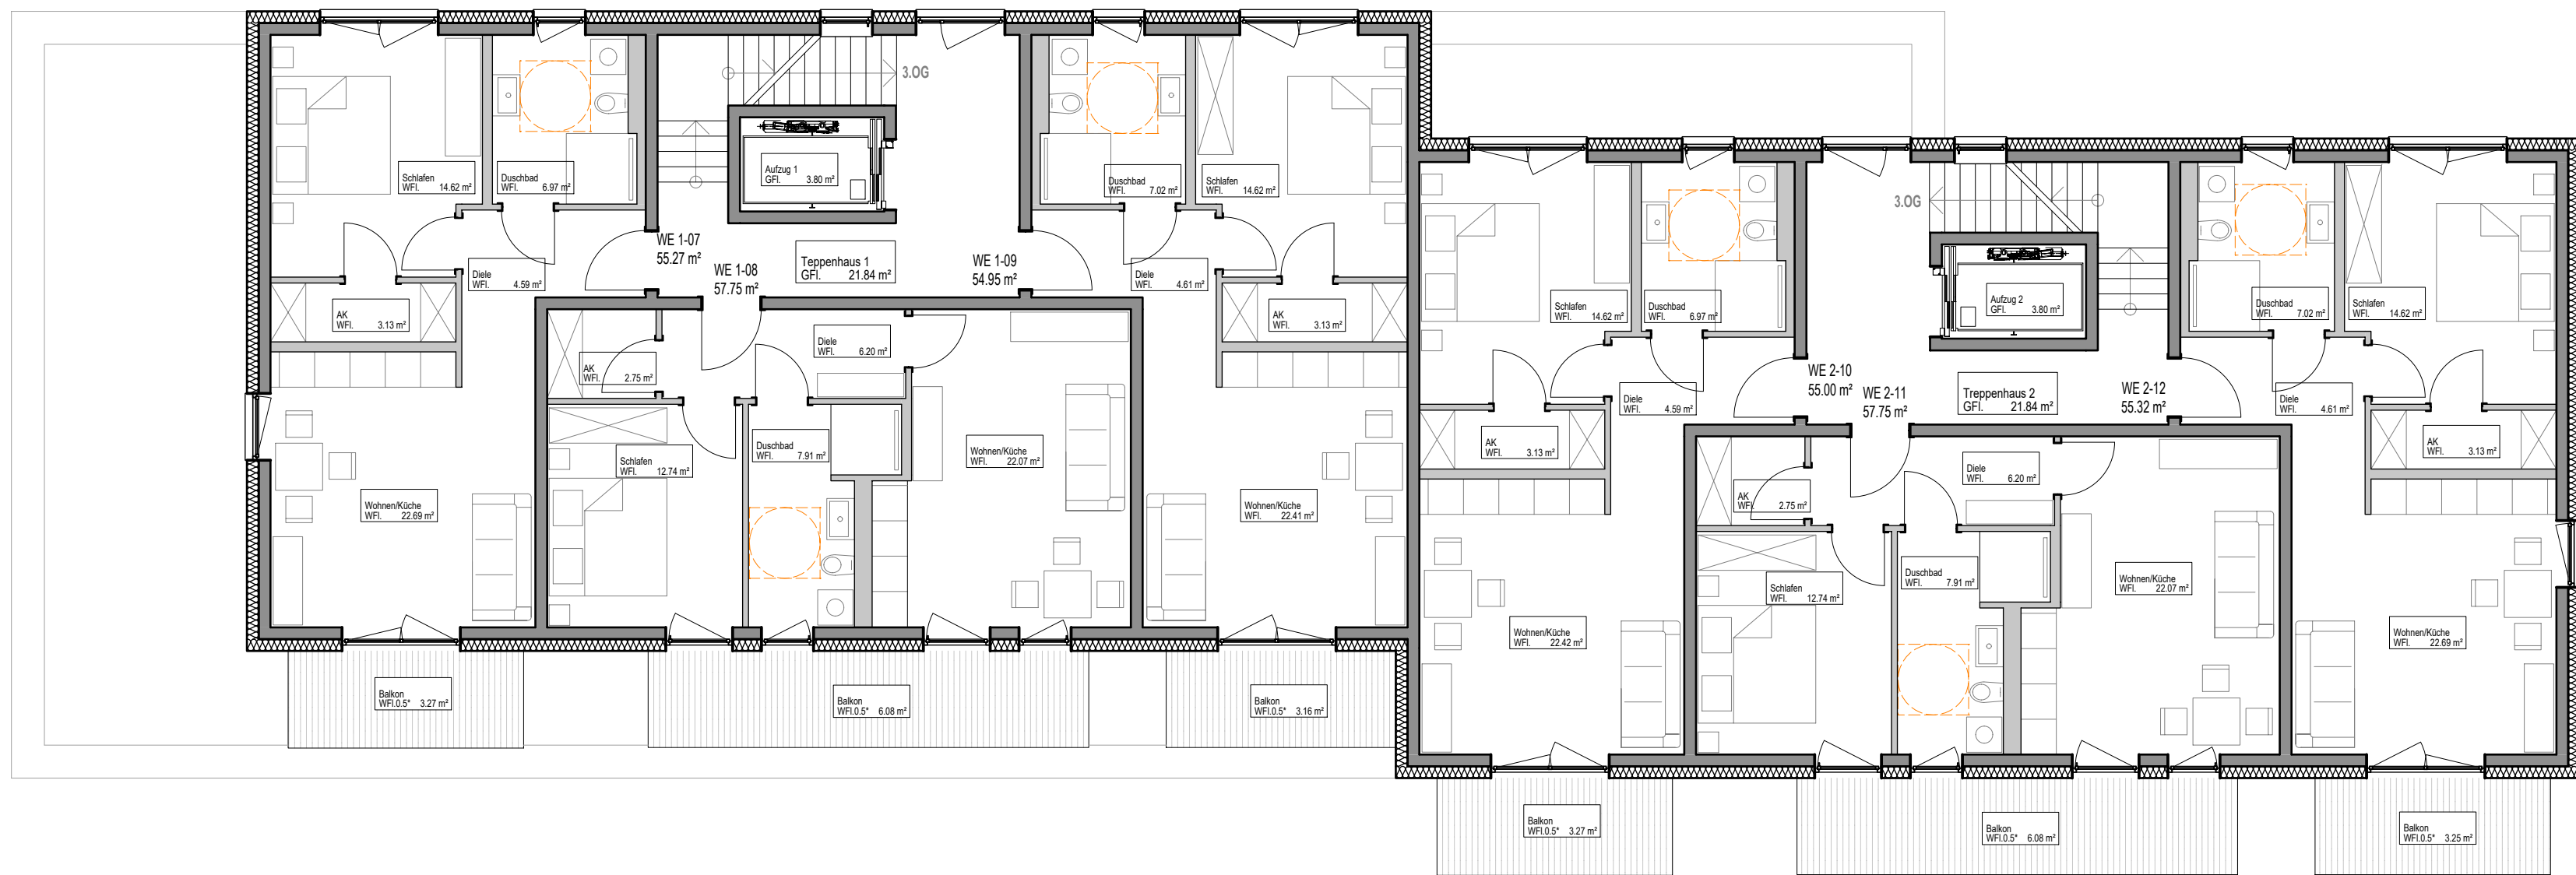 3.OG
Aufzug 1
GFl. 3.80 m²
Schlafen
WFl. 14.62 m²
Duschbad
WFl. 6.97 m²
Duschbad
WFl. 7.02 m²
Schlafen
WFl. 14.62 m²
WE 1-07
55.27 m²
WE 1-08
57.75 m²
Teppenhaus 1
GFl. 21.84 m²
WE 1-09
54.95 m²
Diele
WFl. 4.59 m²
Diele
WFl. 4.61 m²
AK
WFl. 3.13 m²
AK
WFl. 3.13 m²
Diele
WFl. 6.20 m²
AK
WFl. 2.75 m²
Schlafen
WFl. 12.74 m²
Duschbad
WFl. 7.91 m²
Wohnen/Küche
WFl. 22.07 m²
Wohnen/Küche
WFl. 22.69 m²
Wohnen/Küche
WFl. 22.41 m²
Balkon
WFl.0.5* 3.27 m²
Balkon
WFl.0.5* 6.08 m²
Balkon
WFl.0.5* 3.16 m²
3.OG
Aufzug 2
GFl. 3.80 m²
Schlafen
WFl. 14.62 m²
Duschbad
WFl. 6.97 m²
Duschbad
WFl. 7.02 m²
Schlafen
WFl. 14.62 m²
WE 2-10
55.00 m²
WE 2-11
57.75 m²
Treppenhaus 2
GFl. 21.84 m²
WE 2-12
55.32 m²
Diele
WFl. 4.59 m²
Diele
WFl. 4.61 m²
AK
WFl. 3.13 m²
AK
WFl. 3.13 m²
Diele
WFl. 6.20 m²
AK
WFl. 2.75 m²
Schlafen
WFl. 12.74 m²
Duschbad
WFl. 7.91 m²
Wohnen/Küche
WFl. 22.07 m²
Wohnen/Küche
WFl. 22.42 m²
Wohnen/Küche
WFl. 22.69 m²
Balkon
WFl.0.5* 3.27 m²
Balkon
WFl.0.5* 6.08 m²
Balkon
WFl.0.5* 3.25 m²